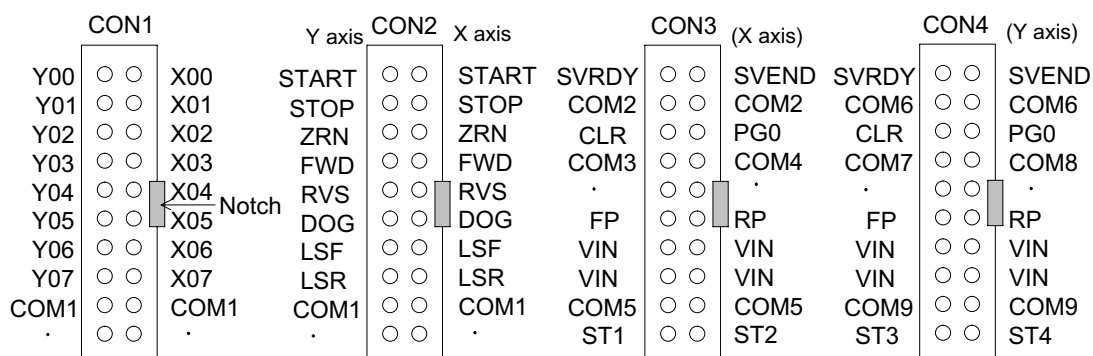 CON1 Y axis CON2 X axis CON3 (X axis) CON4 (Y axis)
Y00 X00 START START SVRDY SVEND SVRDY SVEND
Y01 X01 STOP STOP COM2 COM2 COM6 COM6
Y02 X02 ZRN ZRN CLR PG0 CLR PG0
Y03 X03 FWD FWD COM3 COM4 COM7 COM8
Y04 X04 RVS RVS · · · ·
Notch
Y05 X05 DOG DOG FP RP FP RP
Y06 X06 LSF LSF VIN VIN VIN VIN
Y07 X07 LSR LSR VIN VIN VIN VIN
COM1 COM1 COM1 COM1 COM5 COM5 COM9 COM9
· · · · ST1 ST2 ST3 ST4